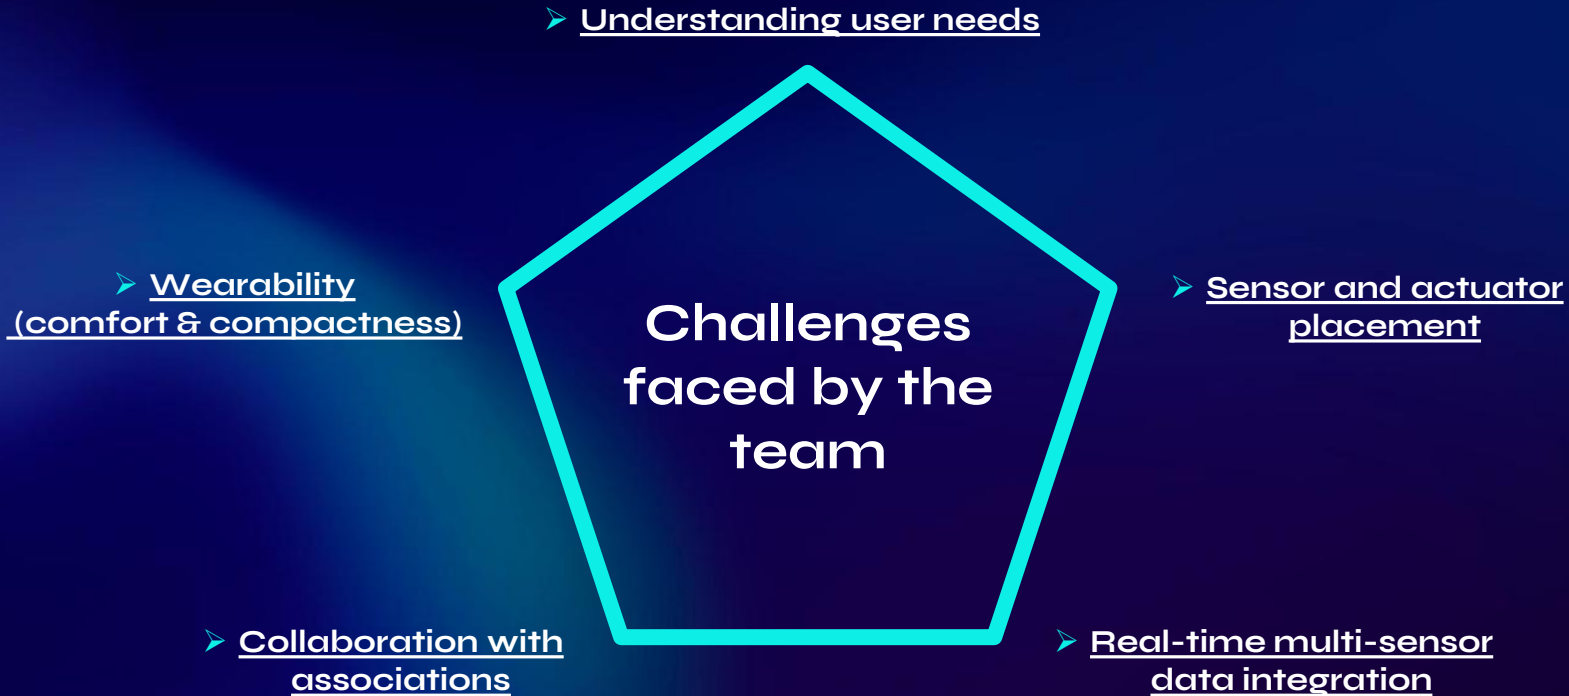 ➢ Understanding user needs
➢ Wearability
(comfort & compactness)
➢ Sensor and actuator
placement
Challenges
faced by the
team
➢ Collaboration with
associations
➢ Real-time multi-sensor
data integration